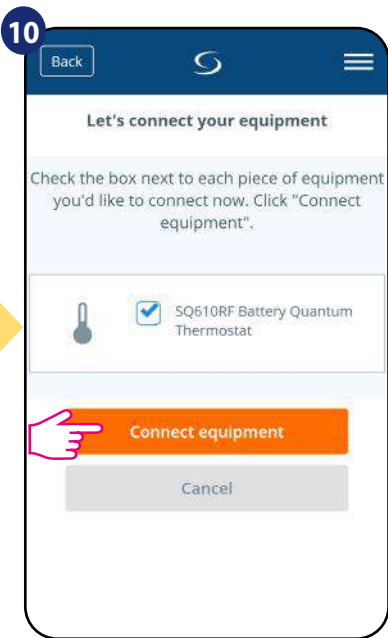 10
Back
Let's connect your equipment
Check the box next to each piece of equipment
you'd like to connect now. Click "Connect
equipment".
SQ610RF Battery Quantum
Thermostat
Connect equipment
Cancel